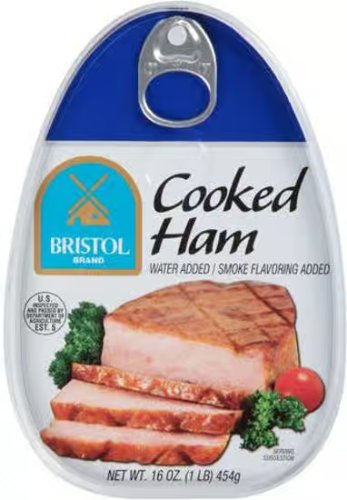 BRISTOL
BRAND
Cooked
Ham
WATER ADDED | SMOKE FLAVORING ADDED
U.S.
INSPECTED
AND PASSED BY
DEPARTMENT OF
AGRICULTURE
EST. 5
SERVING
SUGGESTION
NET WT. 16 OZ. (1 LB) 454g